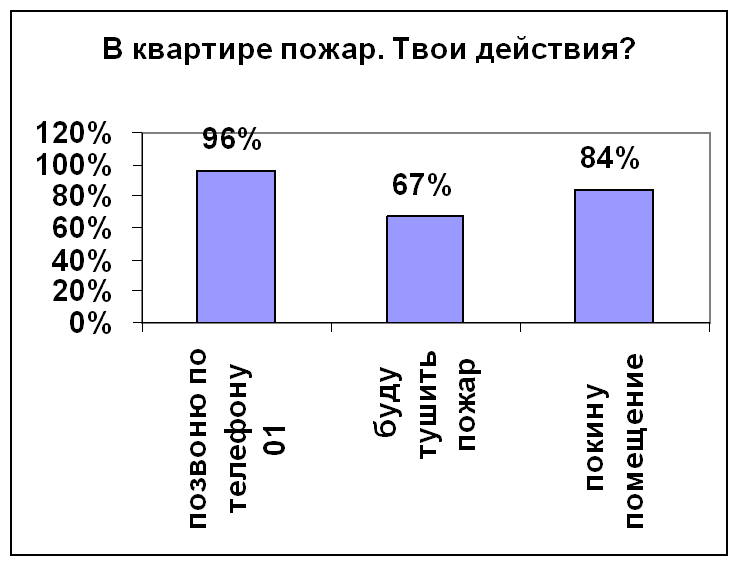 В квартире пожар. Твои действия?
120%
100%
80%
60%
40%
20%
0%
96%
67%
84%
позвоню по
телефону
01
буду
тушить
пожар
покину
помещение